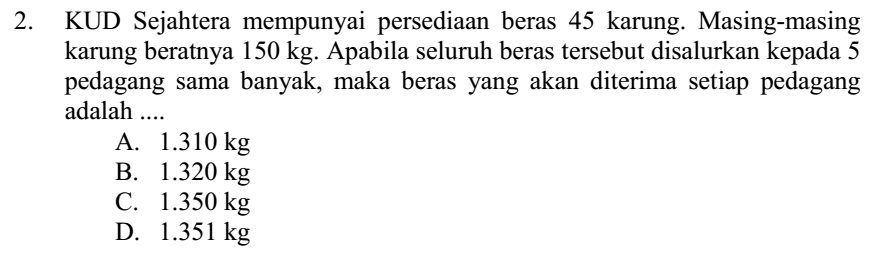 2. KUD Sejahtera mempunyai persediaan beras 45 karung. Masing-masing
karung beratnya 150 kg. Apabila seluruh beras tersebut disalurkan kepada 5
pedagang sama banyak, maka beras yang akan diterima setiap pedagang
adalah ....
A. 1.310 kg
B. 1.320 kg
C. 1.350 kg
D. 1.351 kg